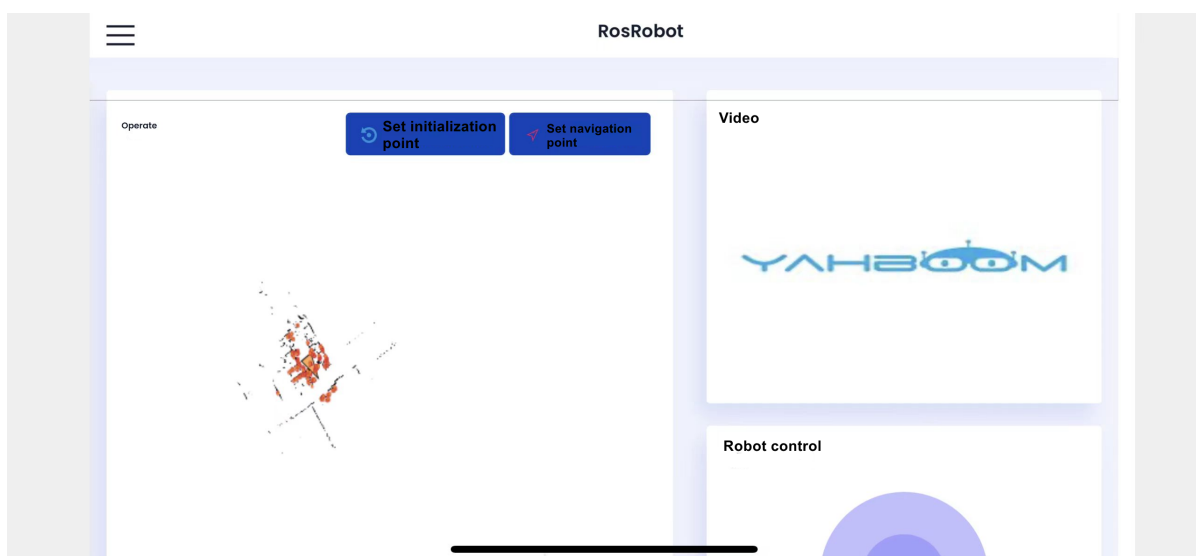 RosRobot
Operate
Set initialization
point
Set navigation
point
Video
YAHBOOM
Robot control